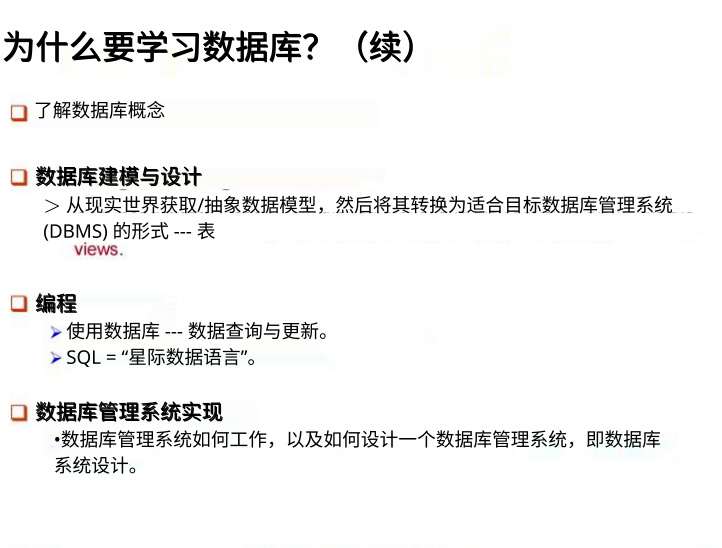 为什么要学习数据库？（续）
了解数据库概念
数据库建模与设计
＞ 从现实世界获取/抽象数据模型，然后将其转换为适合目标数据库管理系统
(DBMS) 的形式 --- 表
views.
编程
使用数据库 --- 数据查询与更新。
SQL = “星际数据语言”。
数据库管理系统实现
•数据库管理系统如何工作，以及如何设计一个数据库管理系统，即数据库
系统设计。